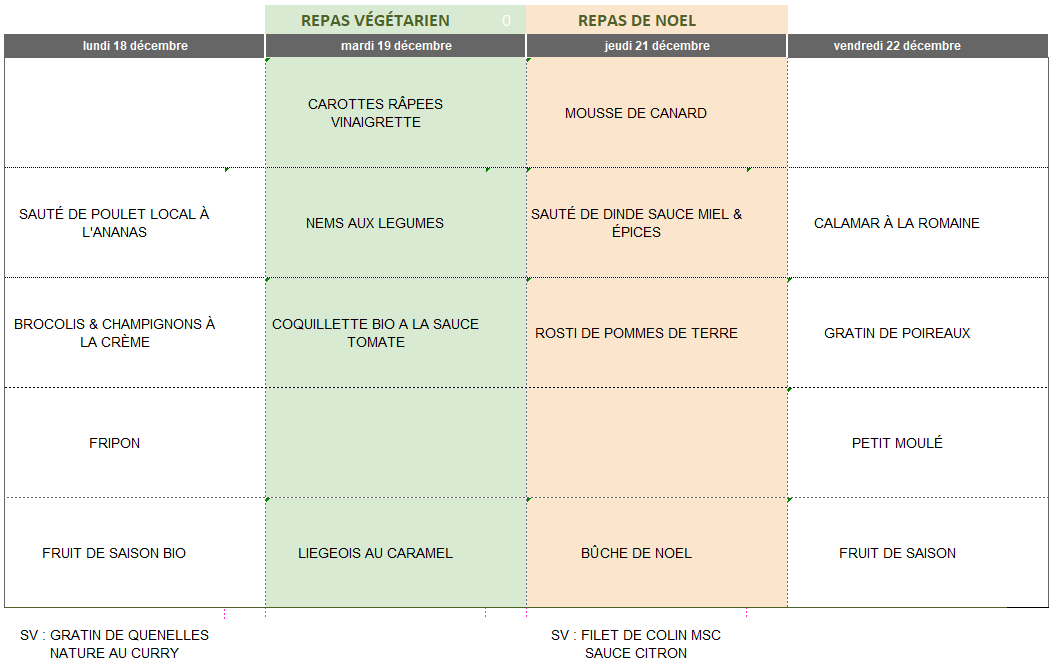 REPAS VÉGÉTARIEN 0 REPAS DE NOEL
lundi 18 décembre mardi 19 décembre jeudi 21 décembre vendredi 22 décembre
CAROTTES RÂPEES
VINAIGRETTE
MOUSSE DE CANARD
SAUTÉ DE POULET LOCAL À
L'ANANAS
NEMS AUX LEGUMES
SAUTÉ DE DINDE SAUCE MIEL &
ÉPICES
CALAMAR À LA ROMAINE
BROCOLIS & CHAMPIGNONS À
LA CRÈME
COQUILLETTE BIO A LA SAUCE
TOMATE
ROSTI DE POMMES DE TERRE
GRATIN DE POIREAUX
FRIPON
PETIT MOULÉ
FRUIT DE SAISON BIO
LIEGEOIS AU CARAMEL
BÛCHE DE NOEL
FRUIT DE SAISON
SV : GRATIN DE QUENELLES
NATURE AU CURRY
SV : FILET DE COLIN MSC
SAUCE CITRON